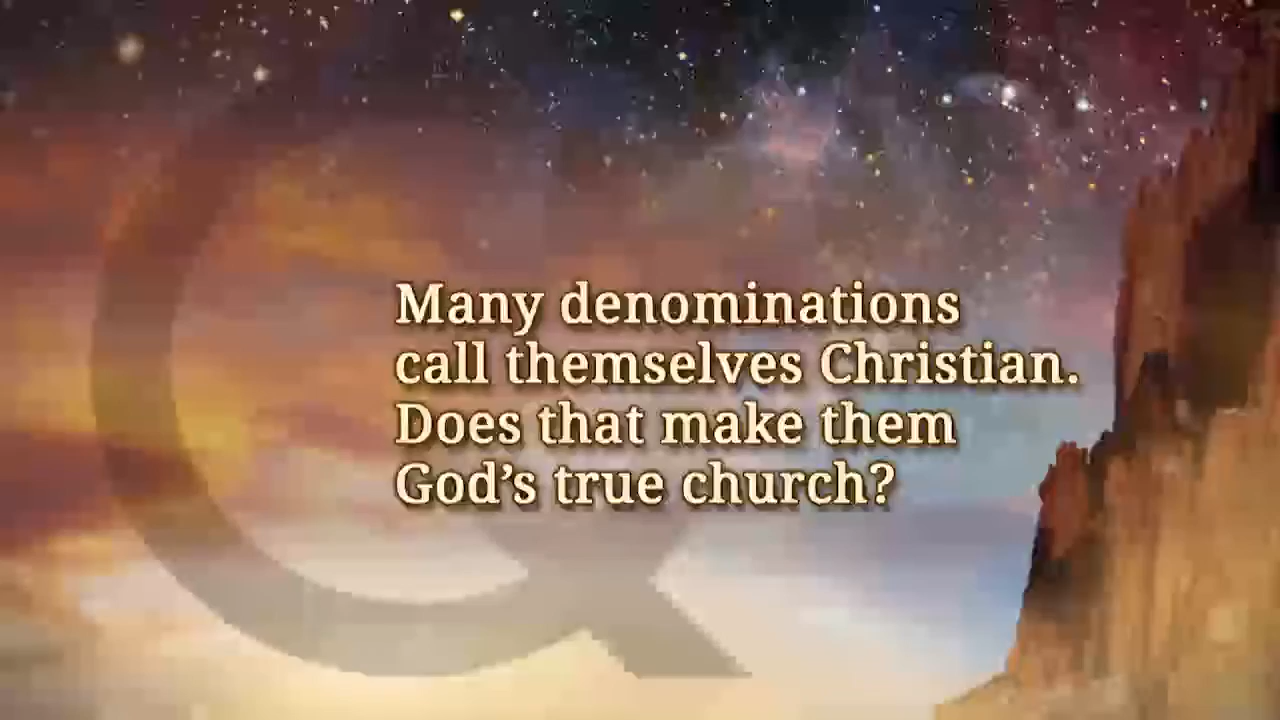 Many denominations
call themselves Christian.
Does that make them
God’s true church?